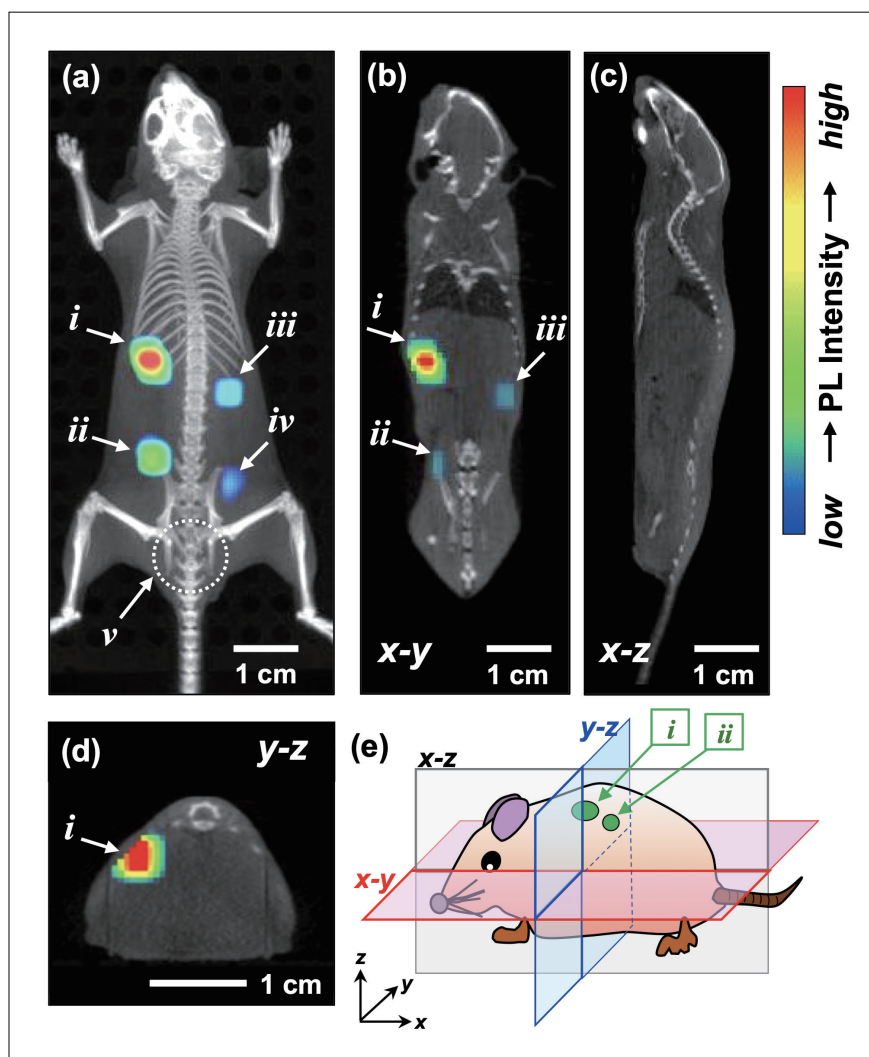 (a)
i
iii
ii
iv
v
1 cm
(b)
i
iii
ii
x-y
1 cm
(c)
x-z
1 cm
low → PL Intensity → high
(d)
y-z
i
1 cm
(e)
x-z
y-z
i
ii
x-y
z
y
x